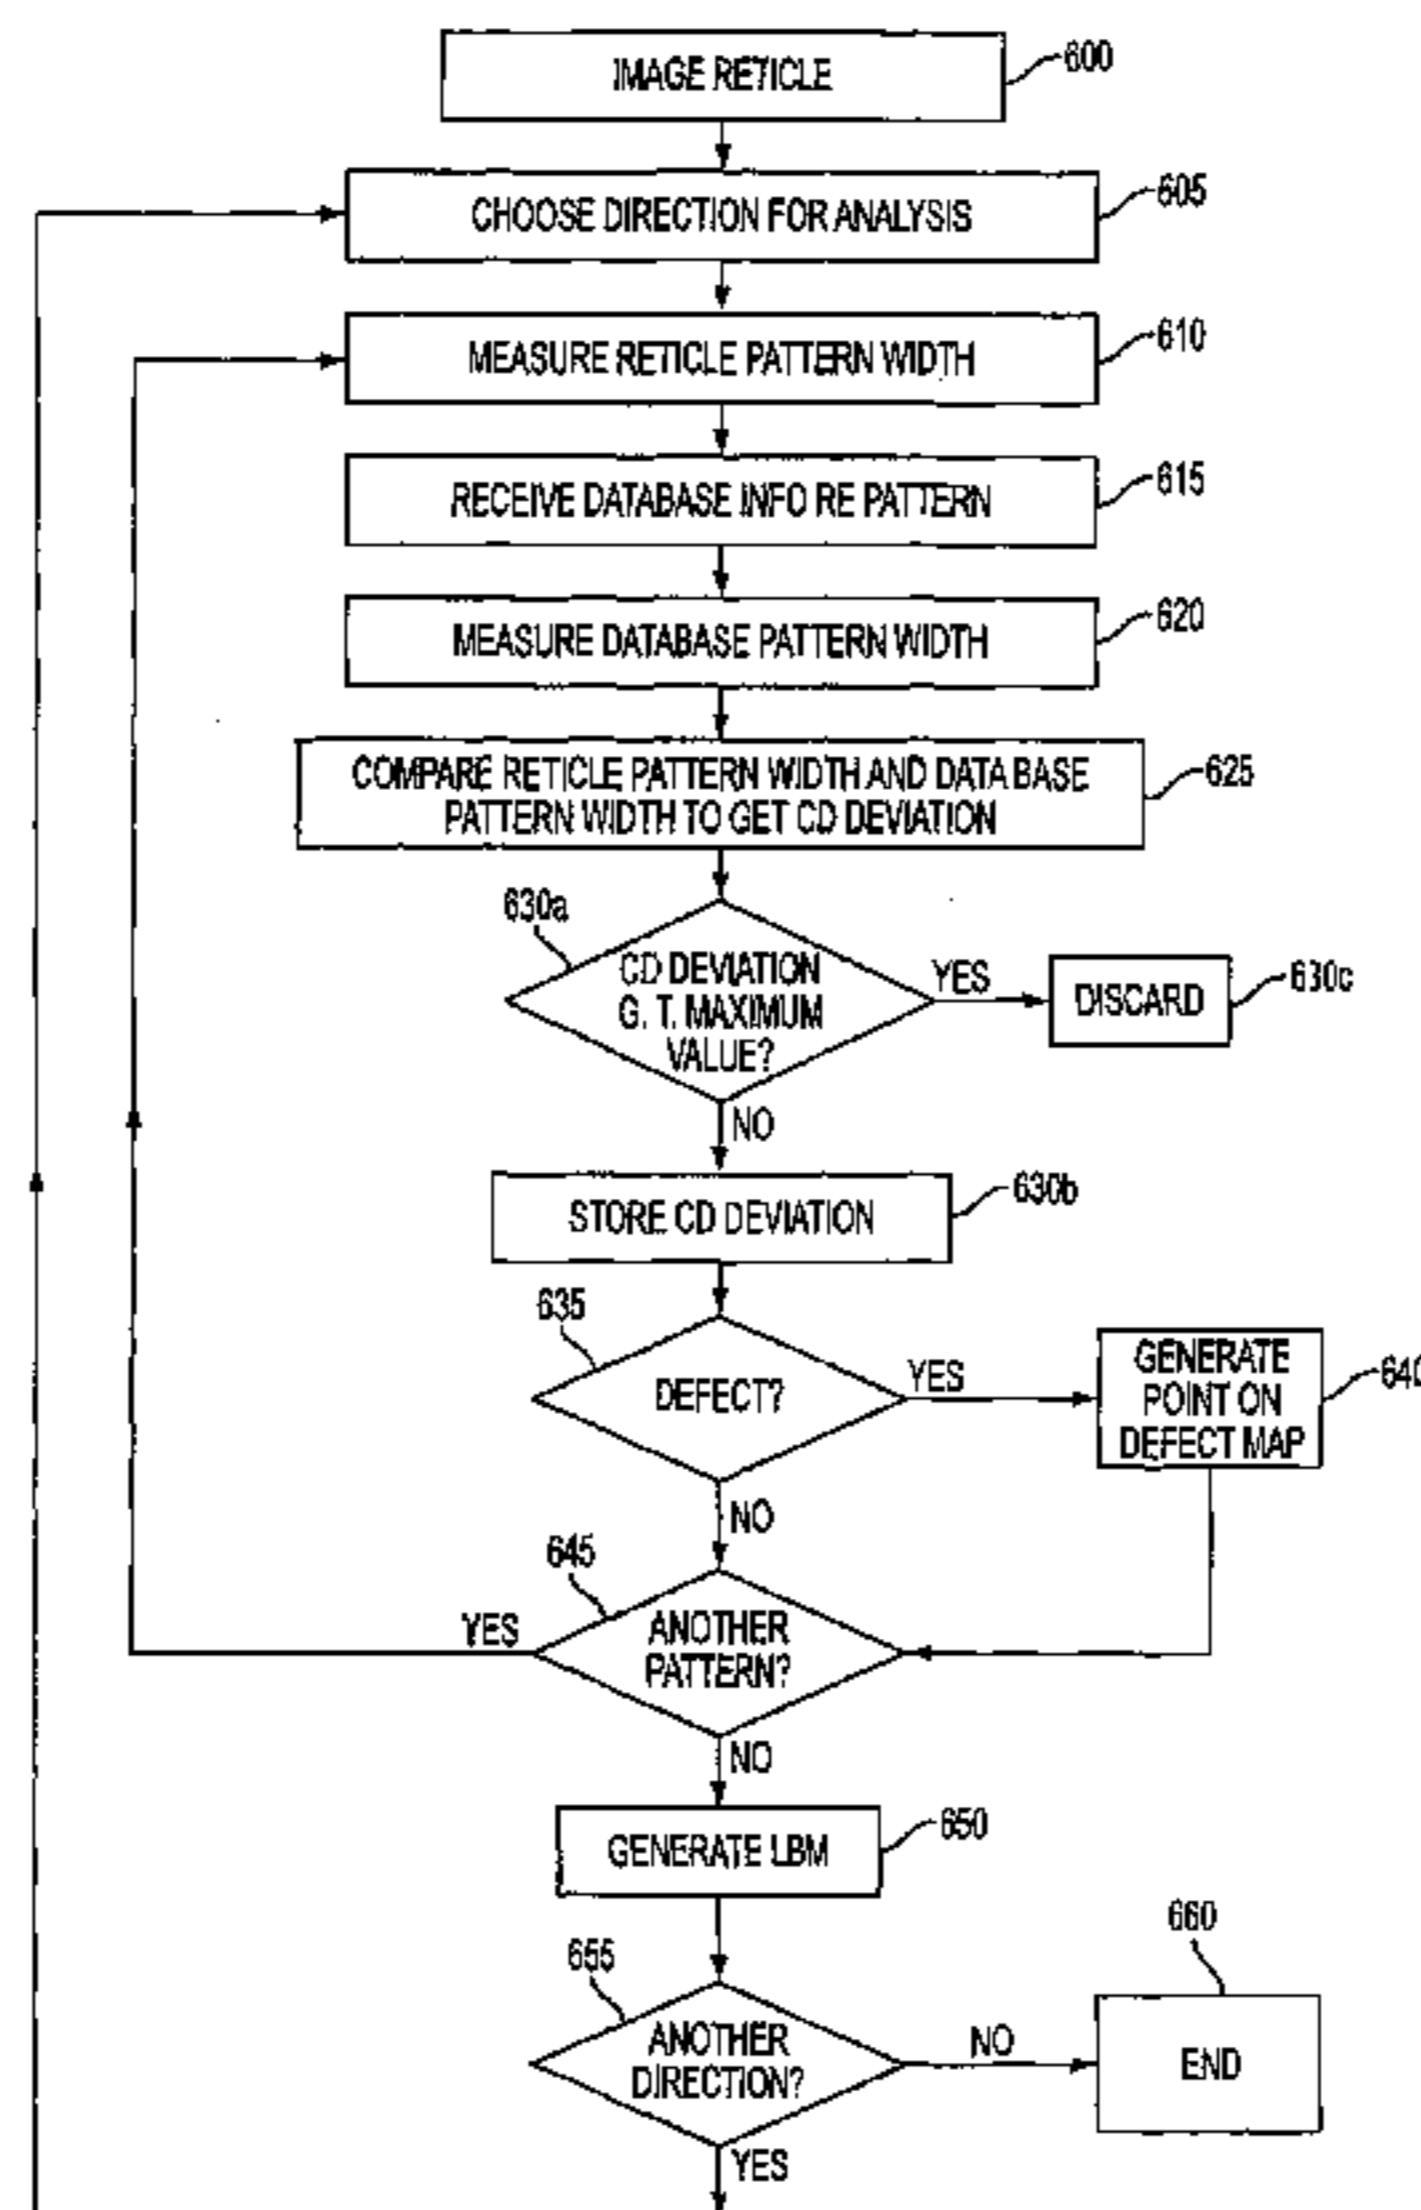 IMAGE RETICLE
600
CHOOSE DIRECTION FOR ANALYSIS
605
MEASURE RETICLE PATTERN WIDTH
610
RECEIVE DATABASE INFO RE PATTERN
615
MEASURE DATABASE PATTERN WIDTH
620
COMPARE RETICLE PATTERN WIDTH AND DATA BASE
PATTERN WIDTH TO GET CD DEVIATION
625
630a
CD DEVIATION
G. T. MAXIMUM
VALUE?
YES
DISCARD
630c
NO
STORE CD DEVIATION
630b
635
DEFECT?
YES
GENERATE
POINT ON
DEFECT MAP
640
NO
645
ANOTHER
PATTERN?
YES
NO
GENERATE LBM
650
655
ANOTHER
DIRECTION?
NO
660
END
YES